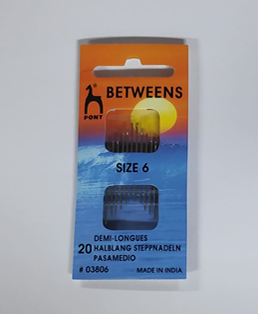 BETWEENS
PONY
SIZE 6
DEMI-LONGUES
20 HALBLANG STEPPNADELN
PASAMEDIO
# 03806 MADE IN INDIA